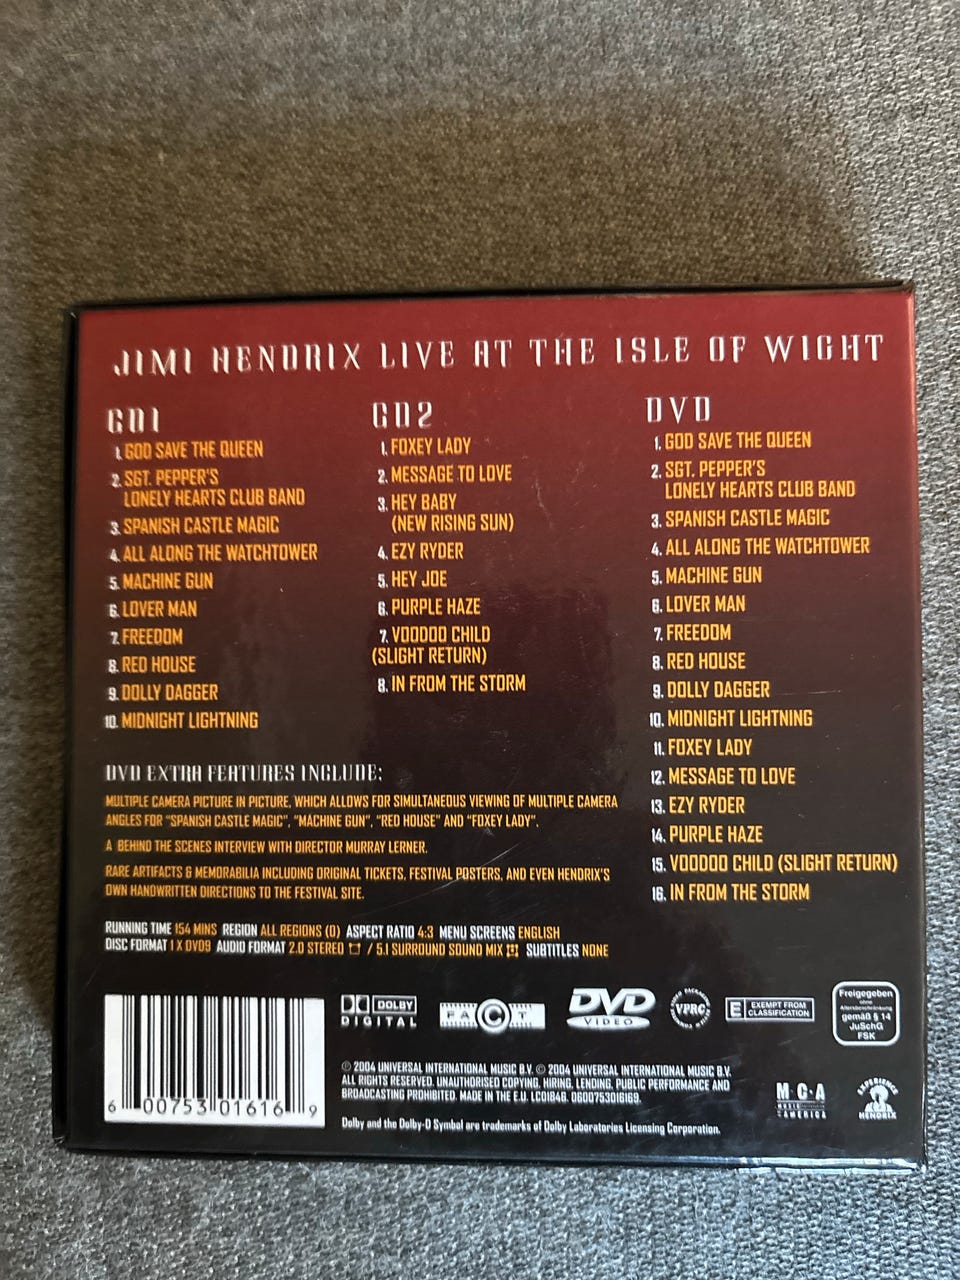 JIMI HENDRIX LIVE AT THE ISLE OF WIGHT
CD1
1. GOD SAVE THE QUEEN
2. SGT. PEPPER'S
LONELY HEARTS CLUB BAND
3. SPANISH CASTLE MAGIC
4. ALL ALONG THE WATCHTOWER
5. MACHINE GUN
6. LOVER MAN
7. FREEDOM
8. RED HOUSE
9. DOLLY DAGGER
10. MIDNIGHT LIGHTNING
CD2
1. FOXEY LADY
2. MESSAGE TO LOVE
3. HEY BABY
(NEW RISING SUN)
4. EZY RYDER
5. HEY JOE
6. PURPLE HAZE
7. VOODOO CHILD
(SLIGHT RETURN)
8. IN FROM THE STORM
DVD
1. GOD SAVE THE QUEEN
2. SGT. PEPPER'S
LONELY HEARTS CLUB BAND
3. SPANISH CASTLE MAGIC
4. ALL ALONG THE WATCHTOWER
5. MACHINE GUN
6. LOVER MAN
7. FREEDOM
8. RED HOUSE
9. DOLLY DAGGER
10. MIDNIGHT LIGHTNING
11. FOXEY LADY
12. MESSAGE TO LOVE
13. EZY RYDER
14. PURPLE HAZE
15. VOODOO CHILD (SLIGHT RETURN)
16. IN FROM THE STORM
DVD EXTRA FEATURES INCLUDE:
MULTIPLE CAMERA PICTURE IN PICTURE, WHICH ALLOWS FOR SIMULTANEOUS VIEWING OF MULTIPLE CAMERA
ANGLES FOR "SPANISH CASTLE MAGIC", "MACHINE GUN", "RED HOUSE" AND "FOXEY LADY".
A BEHIND THE SCENES INTERVIEW WITH DIRECTOR MURRAY LERNER.
RARE ARTIFACTS & MEMORABILIA INCLUDING ORIGINAL TICKETS, FESTIVAL POSTERS, AND EVEN HENDRIX'S
OWN HANDWRITTEN DIRECTIONS TO THE FESTIVAL SITE.
RUNNING TIME 154 MINS REGION ALL REGIONS (0) ASPECT RATIO 4:3 MENU SCREENS ENGLISH
DISC FORMAT 1 X DVD9 AUDIO FORMAT 2.0 STEREO / 5.1 SURROUND SOUND MIX SUBTITLES NONE
6 00753 01616 9
DOLBY
DIGITAL
FACT
DVD
VIDEO
VPRC
E EXEMPT FROM
CLASSIFICATION
Freigegeben
ohne
Altersbeschränkung
gemäß § 14
JuSchG
FSK
℗ 2004 UNIVERSAL INTERNATIONAL MUSIC B.V. © 2004 UNIVERSAL INTERNATIONAL MUSIC B.V.
ALL RIGHTS RESERVED. UNAUTHORISED COPYING, HIRING, LENDING, PUBLIC PERFORMANCE AND
BROADCASTING PROHIBITED. MADE IN THE E.U. LC01846. 0600753016169.
Dolby and the Dolby-D Symbol are trademarks of Dolby Laboratories Licensing Corporation.
M·C·A
MUSIC
AMERICA
EXPERIENCE
HENDRIX